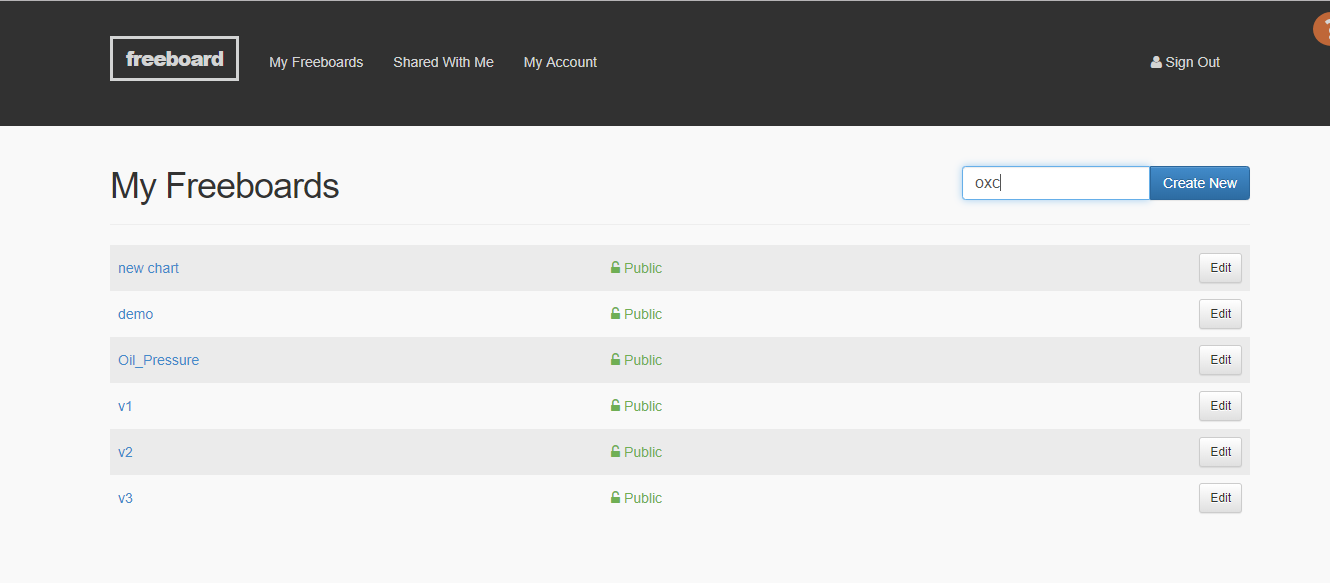 freeboard My Freeboards Shared With Me My Account Sign Out
?
My Freeboards oxc Create New
new chart Public Edit
demo Public Edit
Oil_Pressure Public Edit
v1 Public Edit
v2 Public Edit
v3 Public Edit